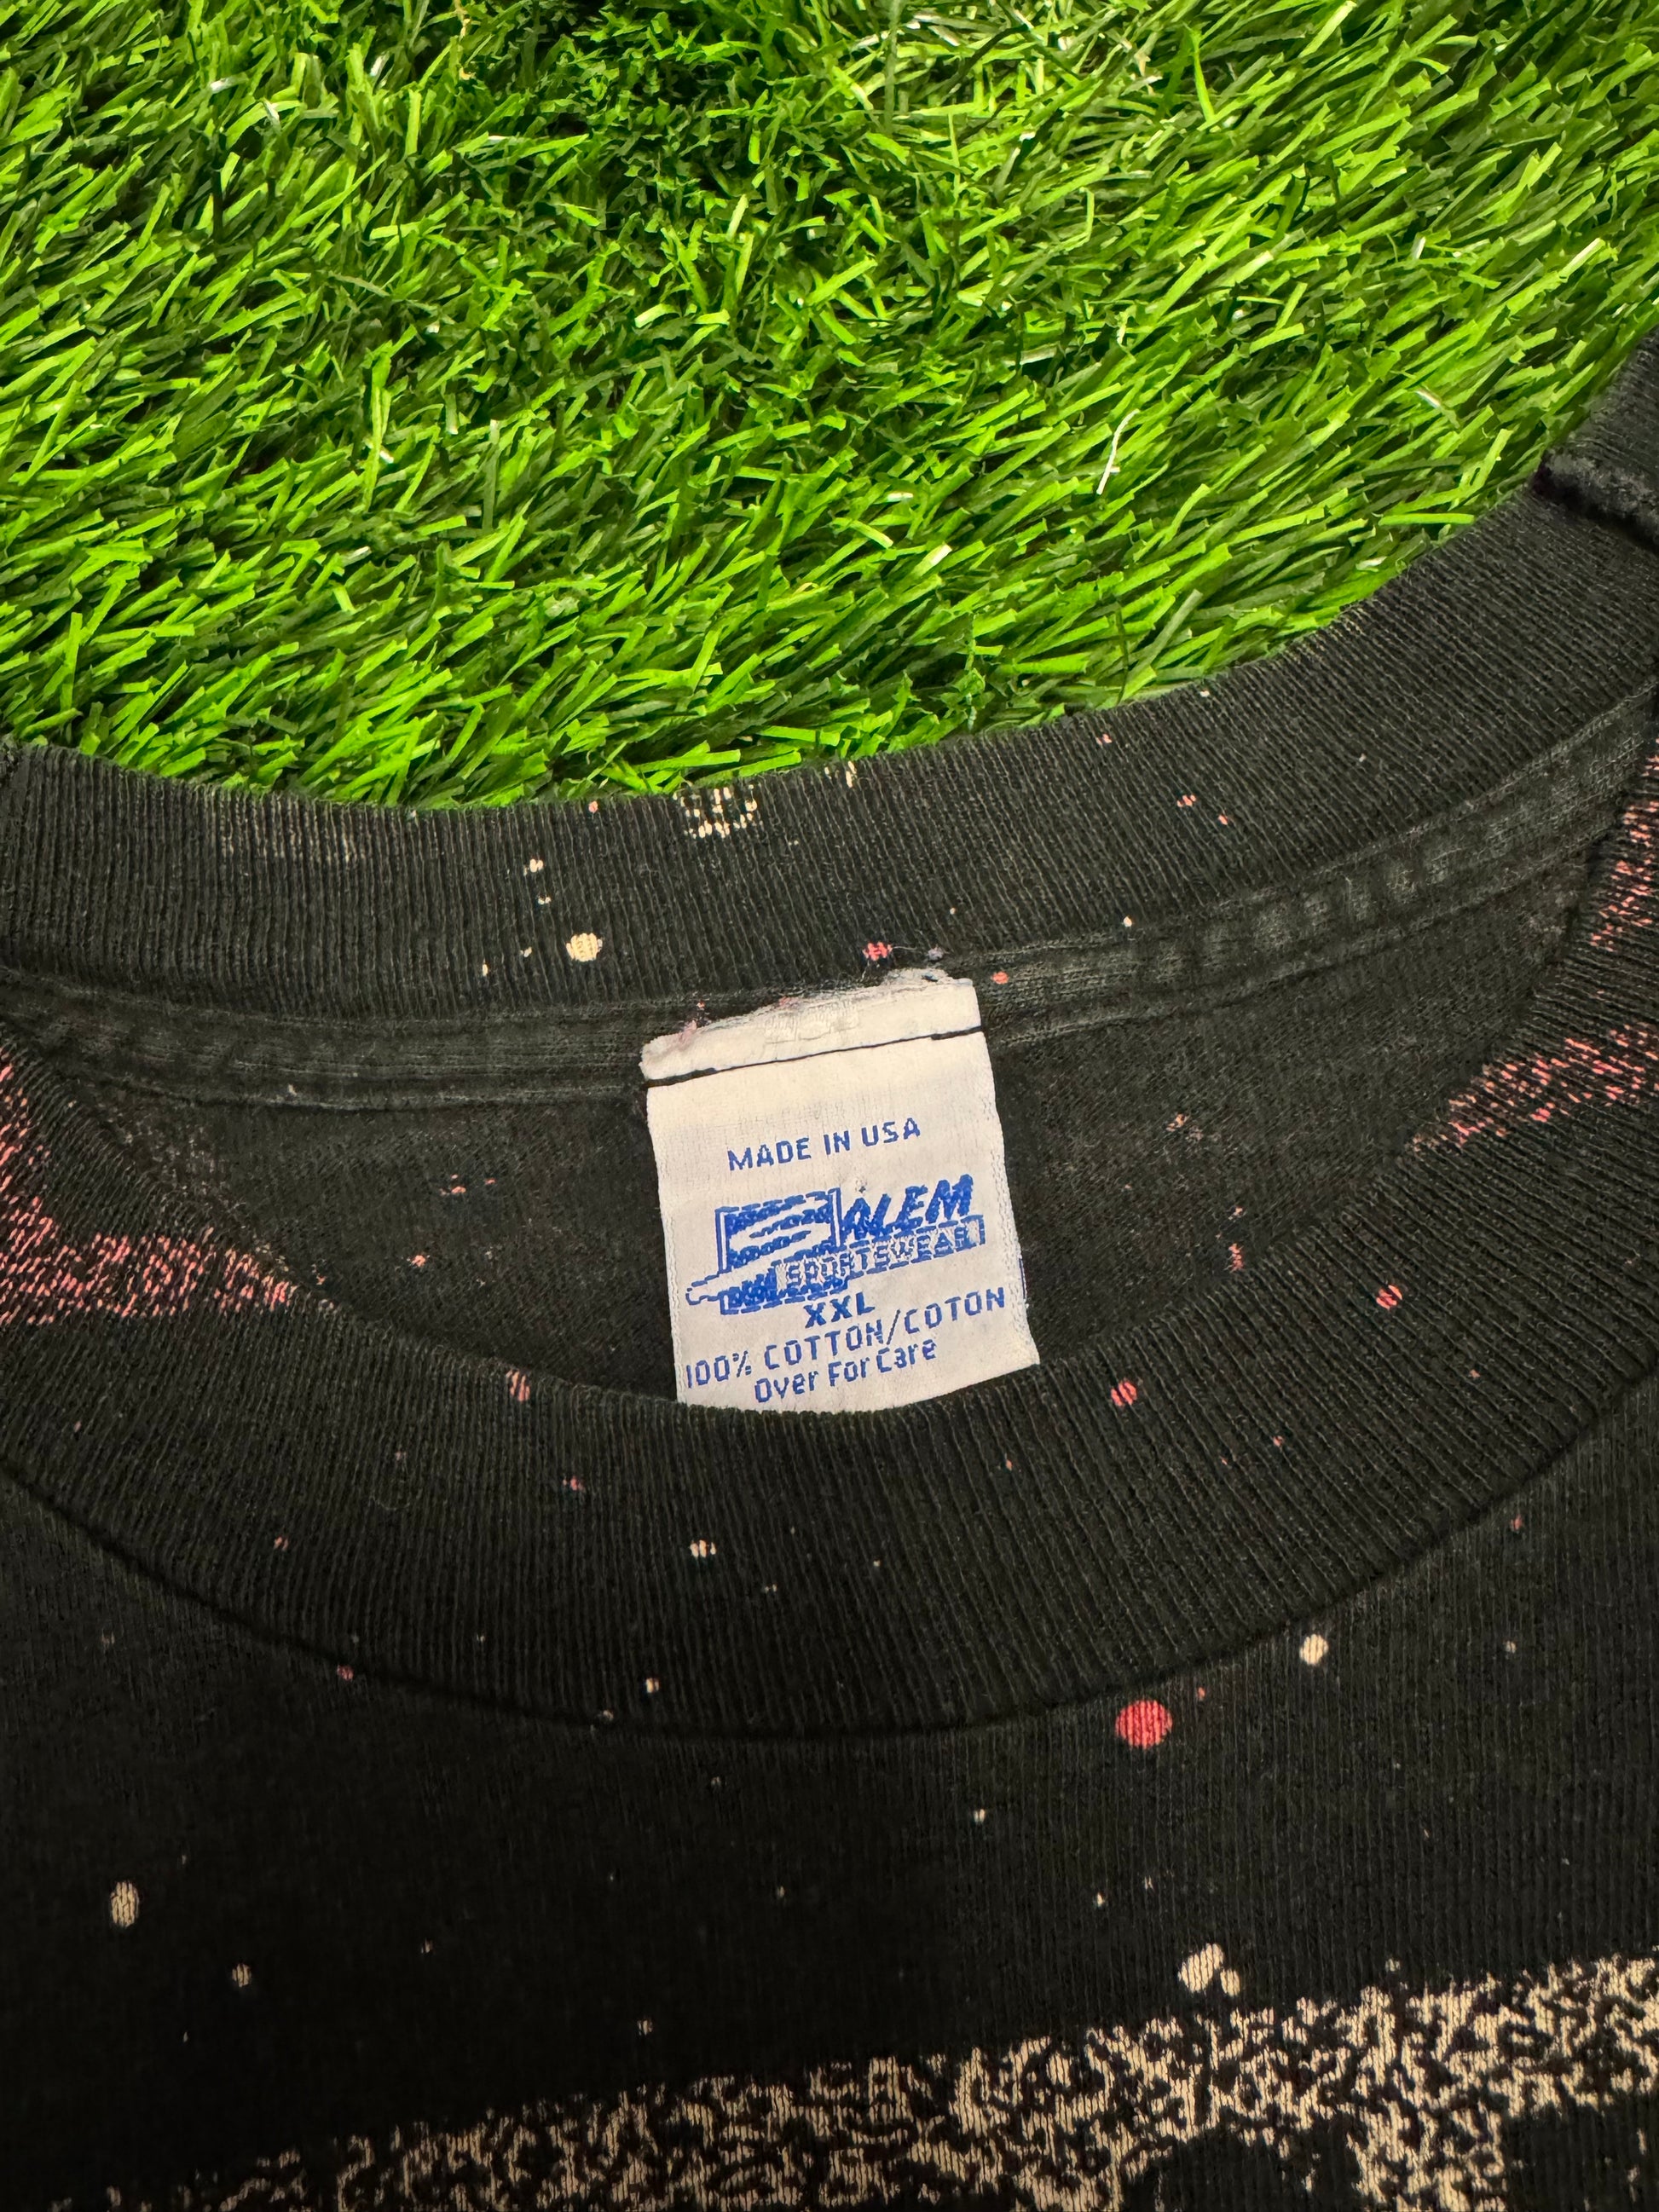 MADE IN USA
SALEM
SPORTSWEAR
XXL
100% COTTON/COTON
Over For Care